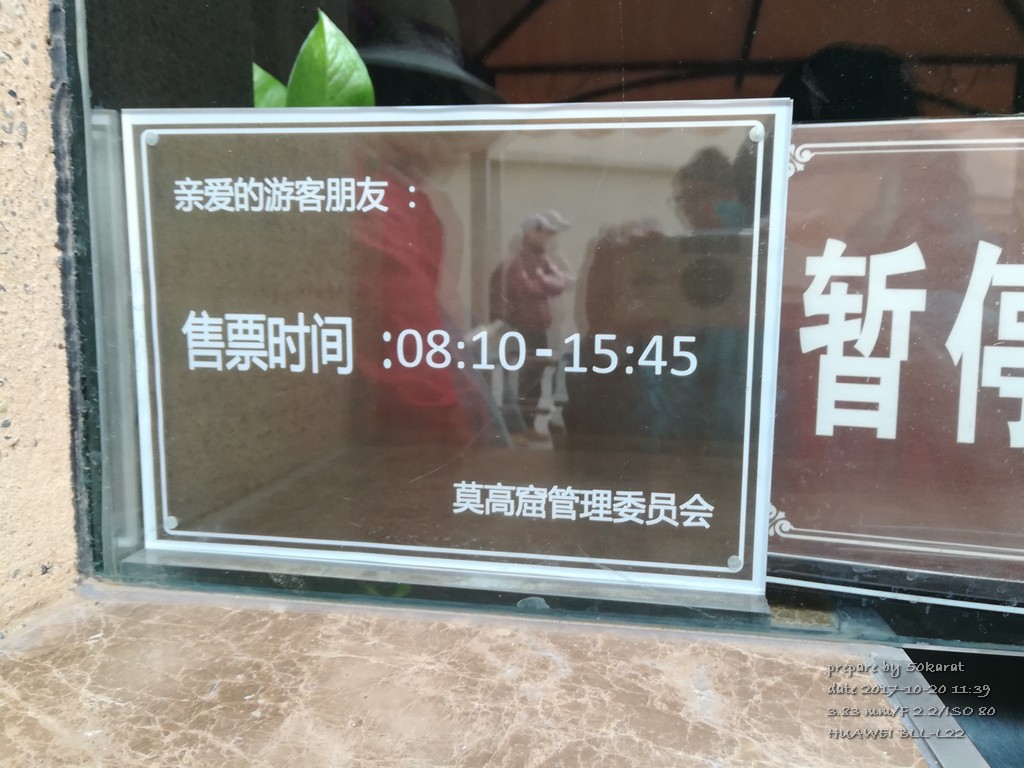 亲爱的游客朋友：
售票时间：08:10-15:45
莫高窟管理委员会
暂停
prepare by 50karat
date 2017-10-20 11:39
3.83 mm/F 2.2/ISO 80
HUAWEI BLL-L22